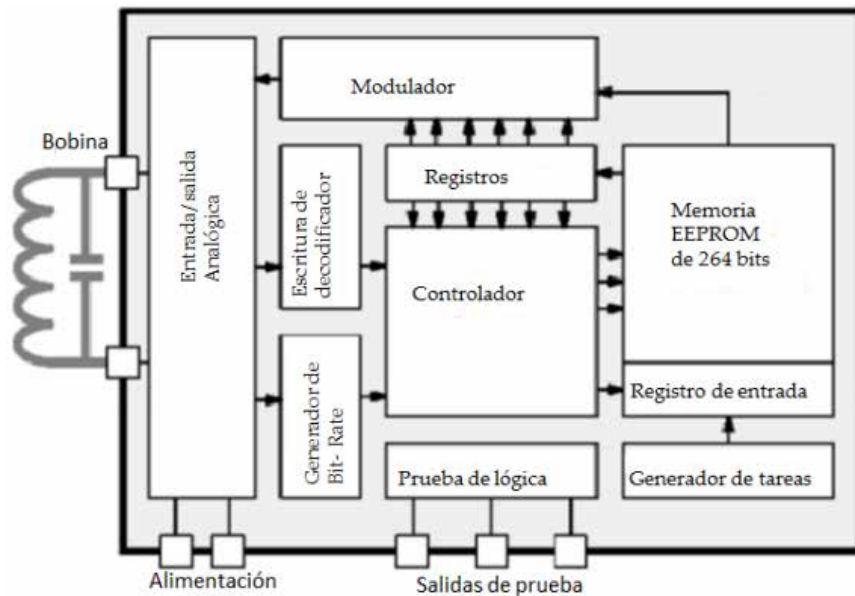 Modulador
Bobina
Registros
Entrada/salida
Analógica
Escritura de
decodificador
Memoria
EEPROM
de 264 bits
Controlador
Generador de
Bit- Rate
Registro de entrada
Prueba de lógica
Generador de tareas
Alimentación
Salidas de prueba